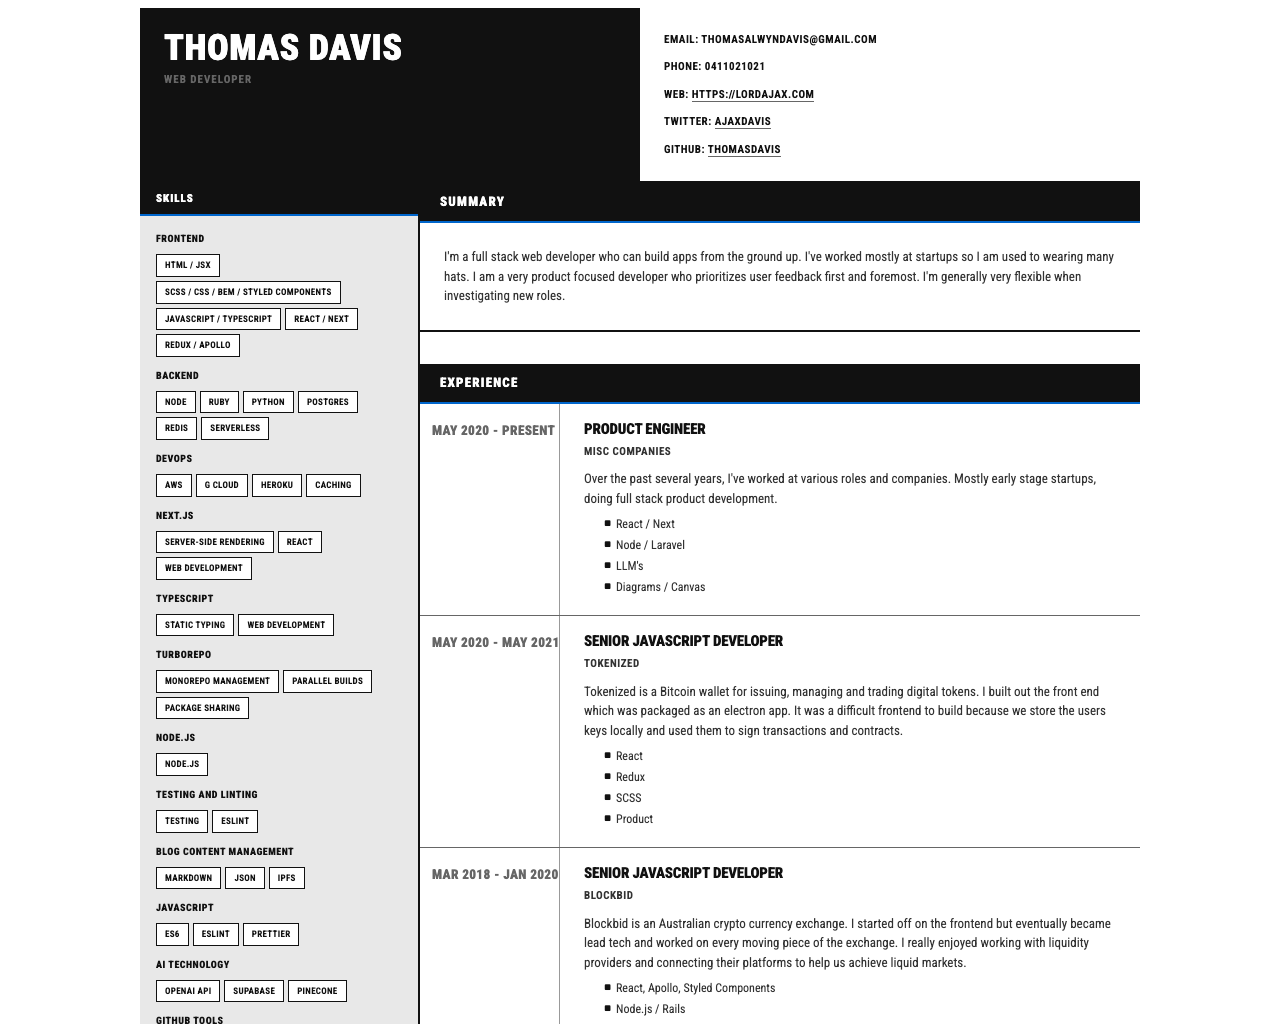 THOMAS DAVIS
WEB DEVELOPER
EMAIL: THOMASALWYNDAVIS@GMAIL.COM
PHONE: 0411021021
WEB: HTTPS://LORDAJAX.COM
TWITTER: AJAXDAVIS
GITHUB: THOMASDAVIS
SKILLS
FRONTEND
HTML / JSX
SCSS / CSS / BEM / STYLED COMPONENTS
JAVASCRIPT / TYPESCRIPT REACT / NEXT
REDUX / APOLLO
BACKEND
NODE RUBY PYTHON POSTGRES
REDIS SERVERLESS
DEVOPS
AWS G CLOUD HEROKU CACHING
NEXT.JS
SERVER-SIDE RENDERING REACT
WEB DEVELOPMENT
TYPESCRIPT
STATIC TYPING WEB DEVELOPMENT
TURBOREPO
MONOREPO MANAGEMENT PARALLEL BUILDS
PACKAGE SHARING
NODE.JS
NODE.JS
TESTING AND LINTING
TESTING ESLINT
BLOG CONTENT MANAGEMENT
MARKDOWN JSON IPFS
JAVASCRIPT
ES6 ESLINT PRETTIER
AI TECHNOLOGY
OPENAI API SUPABASE PINECONE
GITHUB TOOLS
SUMMARY
I'm a full stack web developer who can build apps from the ground up. I've worked mostly at startups so I am used to wearing many
hats. I am a very product focused developer who prioritizes user feedback first and foremost. I'm generally very flexible when
investigating new roles.
EXPERIENCE
MAY 2020 - PRESENT
PRODUCT ENGINEER
MISC COMPANIES
Over the past several years, I've worked at various roles and companies. Mostly early stage startups,
doing full stack product development.
■ React / Next
■ Node / Laravel
■ LLM's
■ Diagrams / Canvas
MAY 2020 - MAY 2021
SENIOR JAVASCRIPT DEVELOPER
TOKENIZED
Tokenized is a Bitcoin wallet for issuing, managing and trading digital tokens. I built out the front end
which was packaged as an electron app. It was a difficult frontend to build because we store the users
keys locally and used them to sign transactions and contracts.
■ React
■ Redux
■ SCSS
■ Product
MAR 2018 - JAN 2020
SENIOR JAVASCRIPT DEVELOPER
BLOCKBID
Blockbid is an Australian crypto currency exchange. I started off on the frontend but eventually became
lead tech and worked on every moving piece of the exchange. I really enjoyed working with liquidity
providers and connecting their platforms to help us achieve liquid markets.
■ React, Apollo, Styled Components
■ Node.js / Rails